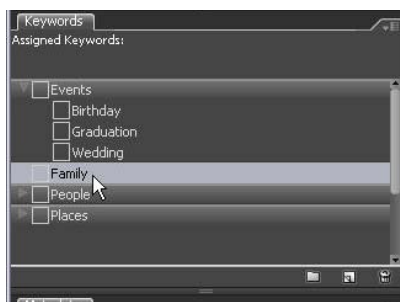 Keywords
Assigned Keywords:
Events
Birthday
Graduation
Wedding
Family
People
Places